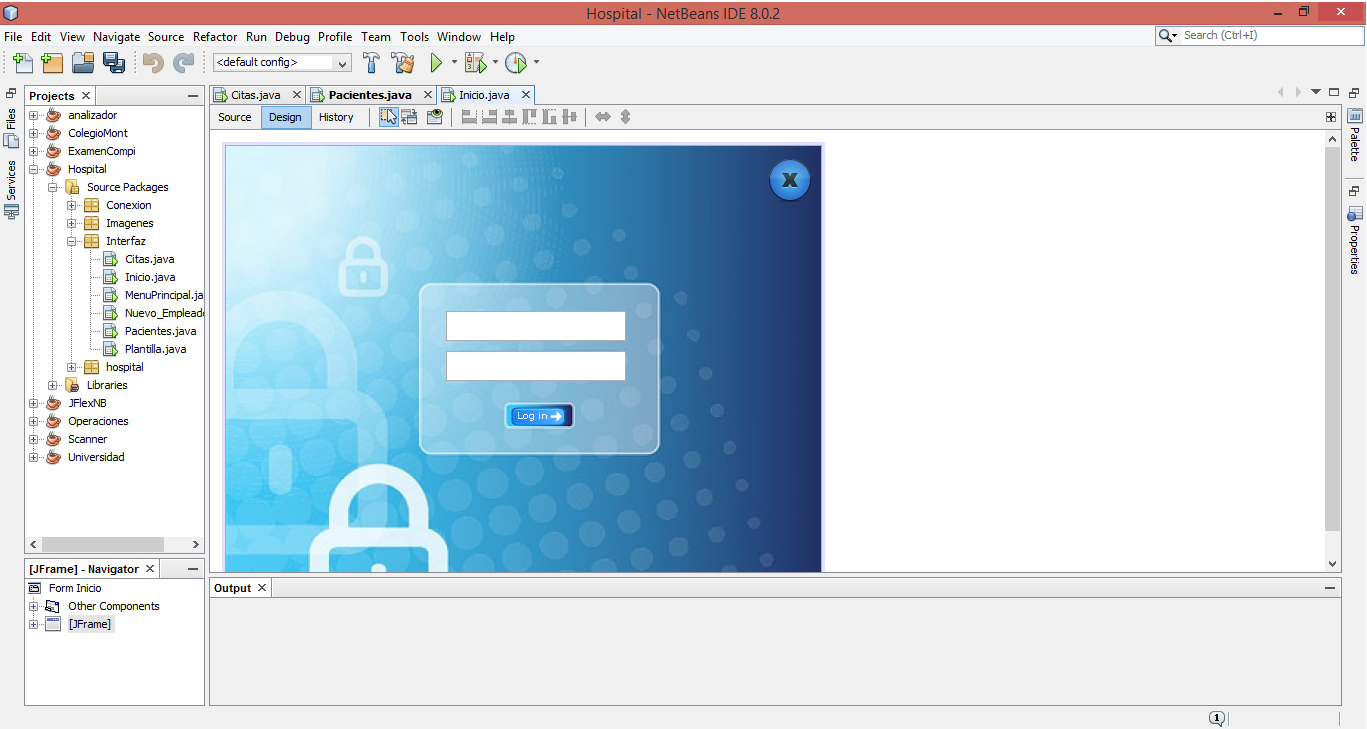 Hospital - NetBeans IDE 8.0.2
File Edit View Navigate Source Refactor Run Debug Profile Team Tools Window Help
Search (Ctrl+I)
<default config>
Projects
Citas.java
Pacientes.java
Inicio.java
Source Design History
Files
Services
analizador
ColegioMont
ExamenCompi
Hospital
Source Packages
Conexion
Imagenes
Interfaz
Citas.java
Inicio.java
MenuPrincipal.ja
Nuevo_Emplead
Pacientes.java
Plantilla.java
hospital
Libraries
JFlexNB
Operaciones
Scanner
Universidad
X
Log in
Palette
Properties
[JFrame] - Navigator
Form Inicio
Other Components
[JFrame]
Output
1